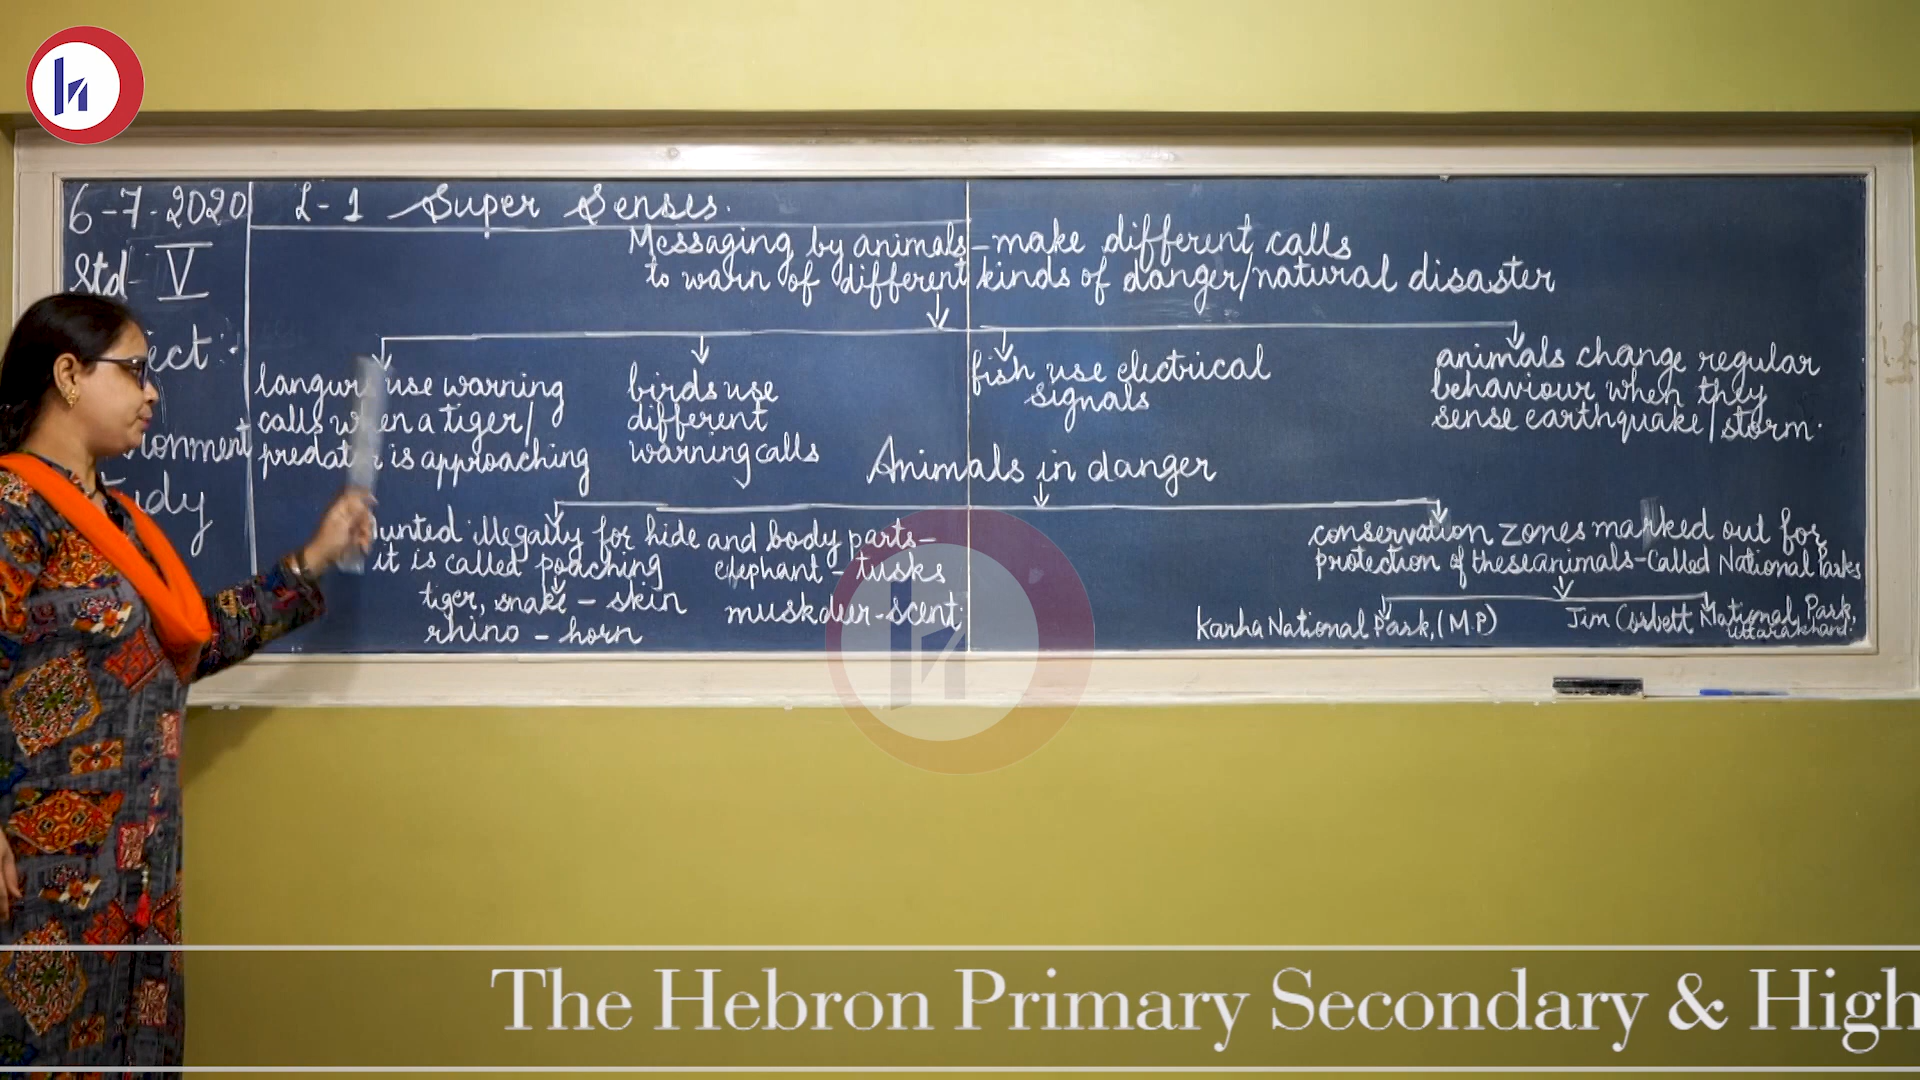 6-7-2020
Std- V
L-1 Super Senses.
Messaging by animals - make different calls
to warn of different kinds of danger/natural disaster
langurs use warning
calls when a tiger/
predator is approaching
birds use
different
warning calls
fish use electrical
signals
animals change regular
behaviour when they
sense earthquake/storm.
Animals in danger
hunted illegally for hide and body parts-
it is called poaching
tiger, snake - skin
rhino - horn
elephant - tusks
muskdeer-scent.
conservation zones marked out for
protection of these animals-Called National Parks
Kanha National Park, (M.P)
Jim Corbett National Park,
Uttarakhand.
The Hebron Primary Secondary & High